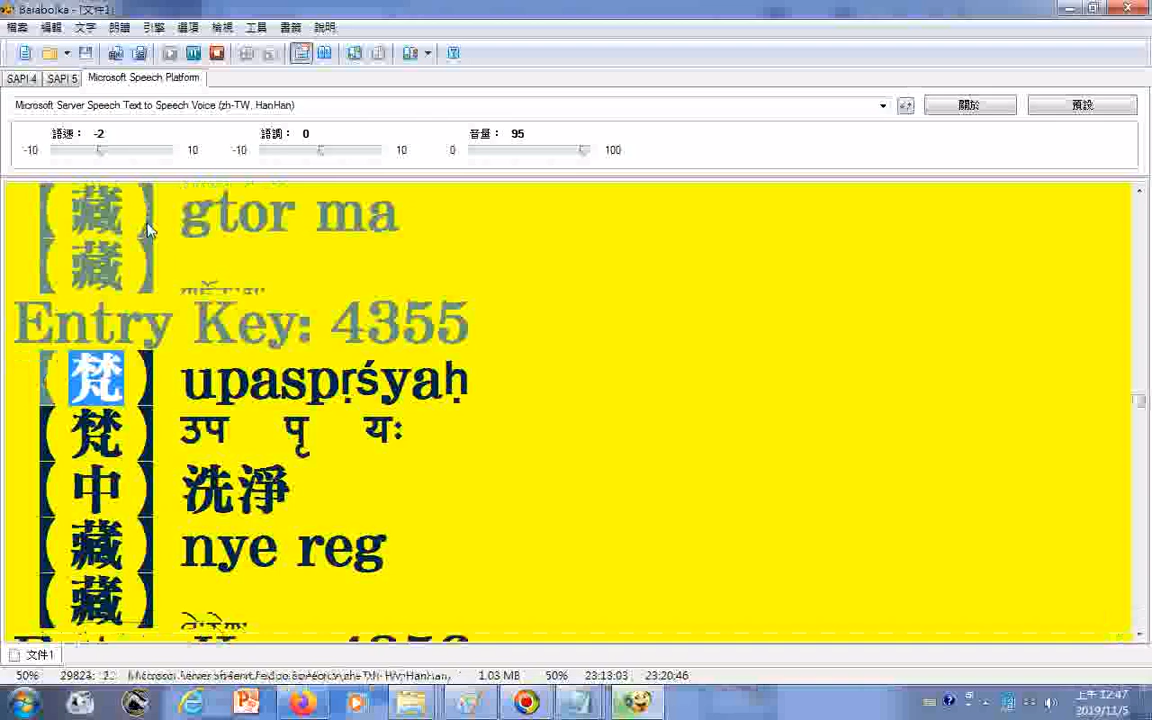 Balabolka - [文件1]
檔案 編輯 文字 朗讀 引擎 選項 檢視 工具 書籤 說明
SAPI 4 SAPI 5 Microsoft Speech Platform
Microsoft Server Speech Text to Speech Voice (zh-TW, HanHan) 關於 預設
語速： -2 語調： 0 音量： 95
-10 10 -10 10 0 100
【藏】 gtor ma
【藏】
Entry Key: 4355
【梵】 upaspṛśyaḥ
【梵】 उप पृ यः
【中】 洗淨
【藏】 nye reg
【藏】
Entry Key: 4356
文件1
50% 1.03 MB 50% 23:13:03 23:20:46
上午 12:47
2019/11/5